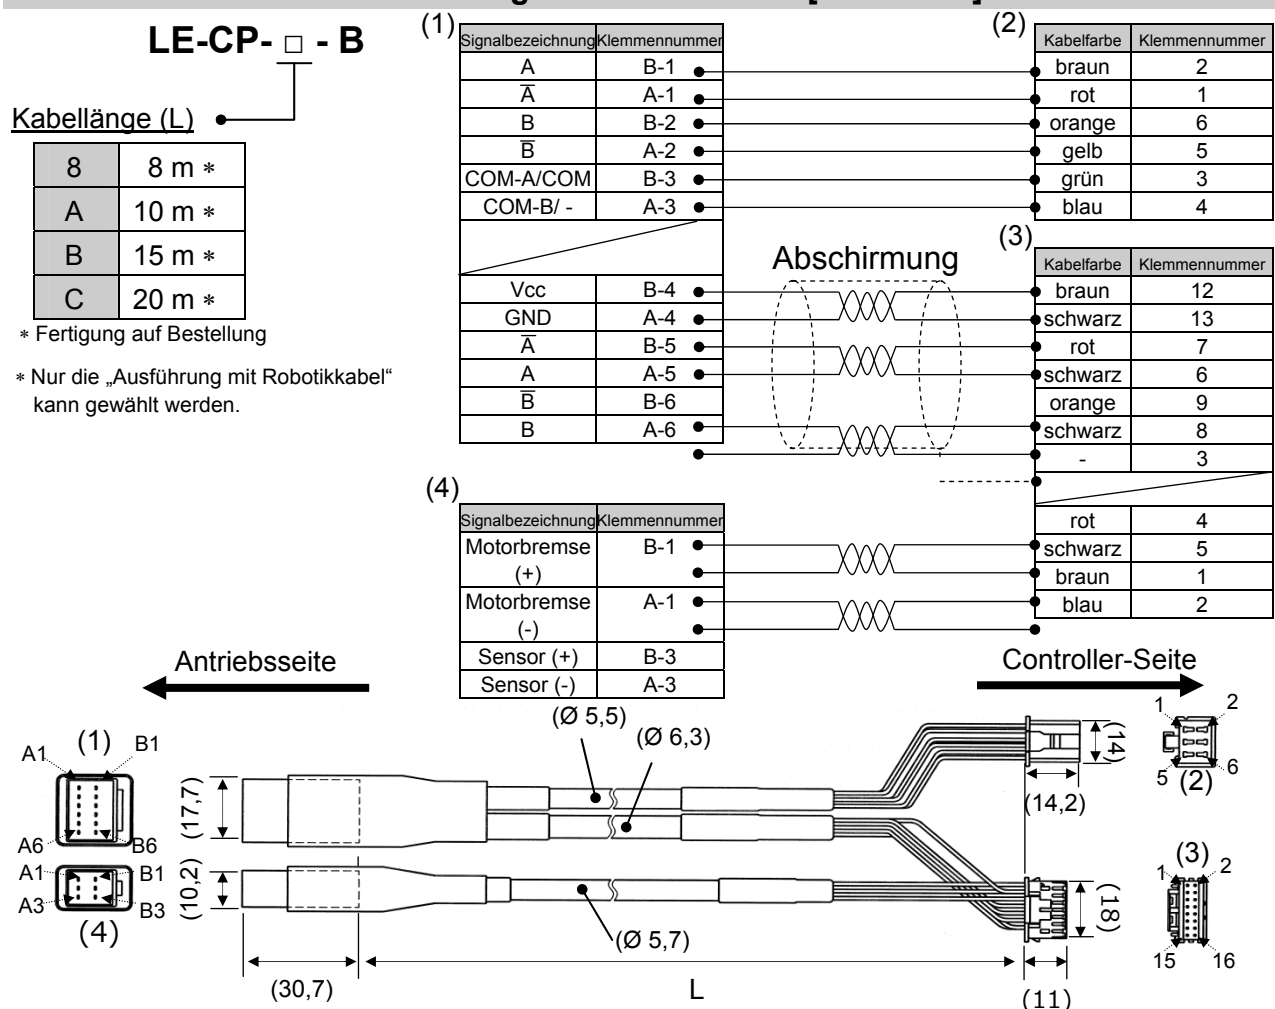 LE-CP- □ - B
Kabellänge (L)
8 8 m ∗
A 10 m ∗
B 15 m ∗
C 20 m ∗
∗ Fertigung auf Bestellung
∗ Nur die „Ausführung mit Robotikkabel“
kann gewählt werden.
(1)
Signalbezeichnung Klemmennummer
A B-1
A̅ A-1
B B-2
B̅ A-2
COM-A/COM B-3
COM-B/ - A-3
Vcc B-4
GND A-4
A̅ B-5
A A-5
B̅ B-6
B A-6
Abschirmung
(2)
Kabelfarbe Klemmennummer
braun 2
rot 1
orange 6
gelb 5
grün 3
blau 4
(3)
Kabelfarbe Klemmennummer
braun 12
schwarz 13
rot 7
schwarz 6
orange 9
schwarz 8
- 3
rot 4
schwarz 5
braun 1
blau 2
(4)
Signalbezeichnung Klemmennummer
Motorbremse B-1
(+)
Motorbremse A-1
(-)
Sensor (+) B-3
Sensor (-) A-3
Antriebsseite
Controller-Seite
(Ø 5,5)
(Ø 6,3)
(Ø 5,7)
A1 (1) B1
A6 B6
A1 B1
A3 B3
(4)
(17,7)
(10,2)
(30,7)
L
(14)
(14,2)
(18)
(11)
1 2
5 (2) 6
(3)
1 2
15 16